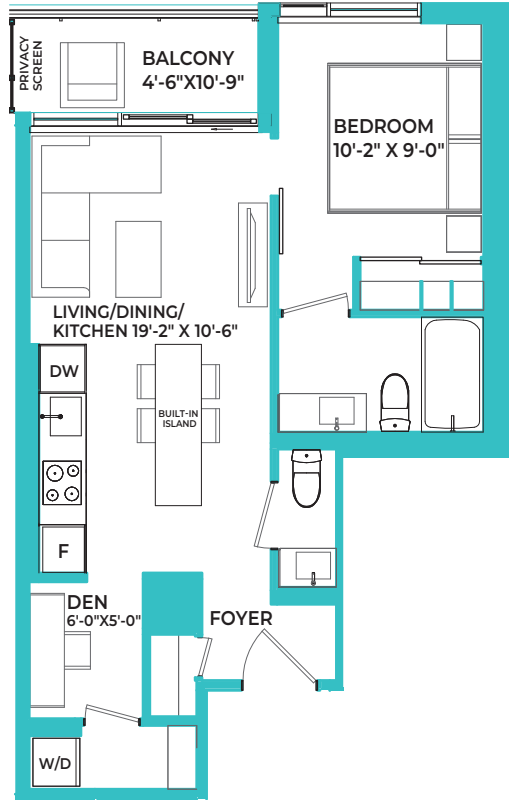 PRIVACY
SCREEN
BALCONY
4'-6"X10'-9"
BEDROOM
10'-2" X 9'-0"
LIVING/DINING/
KITCHEN 19'-2" X 10'-6"
DW
BUILT-IN
ISLAND
F
DEN
6'-0"X5'-0"
FOYER
W/D